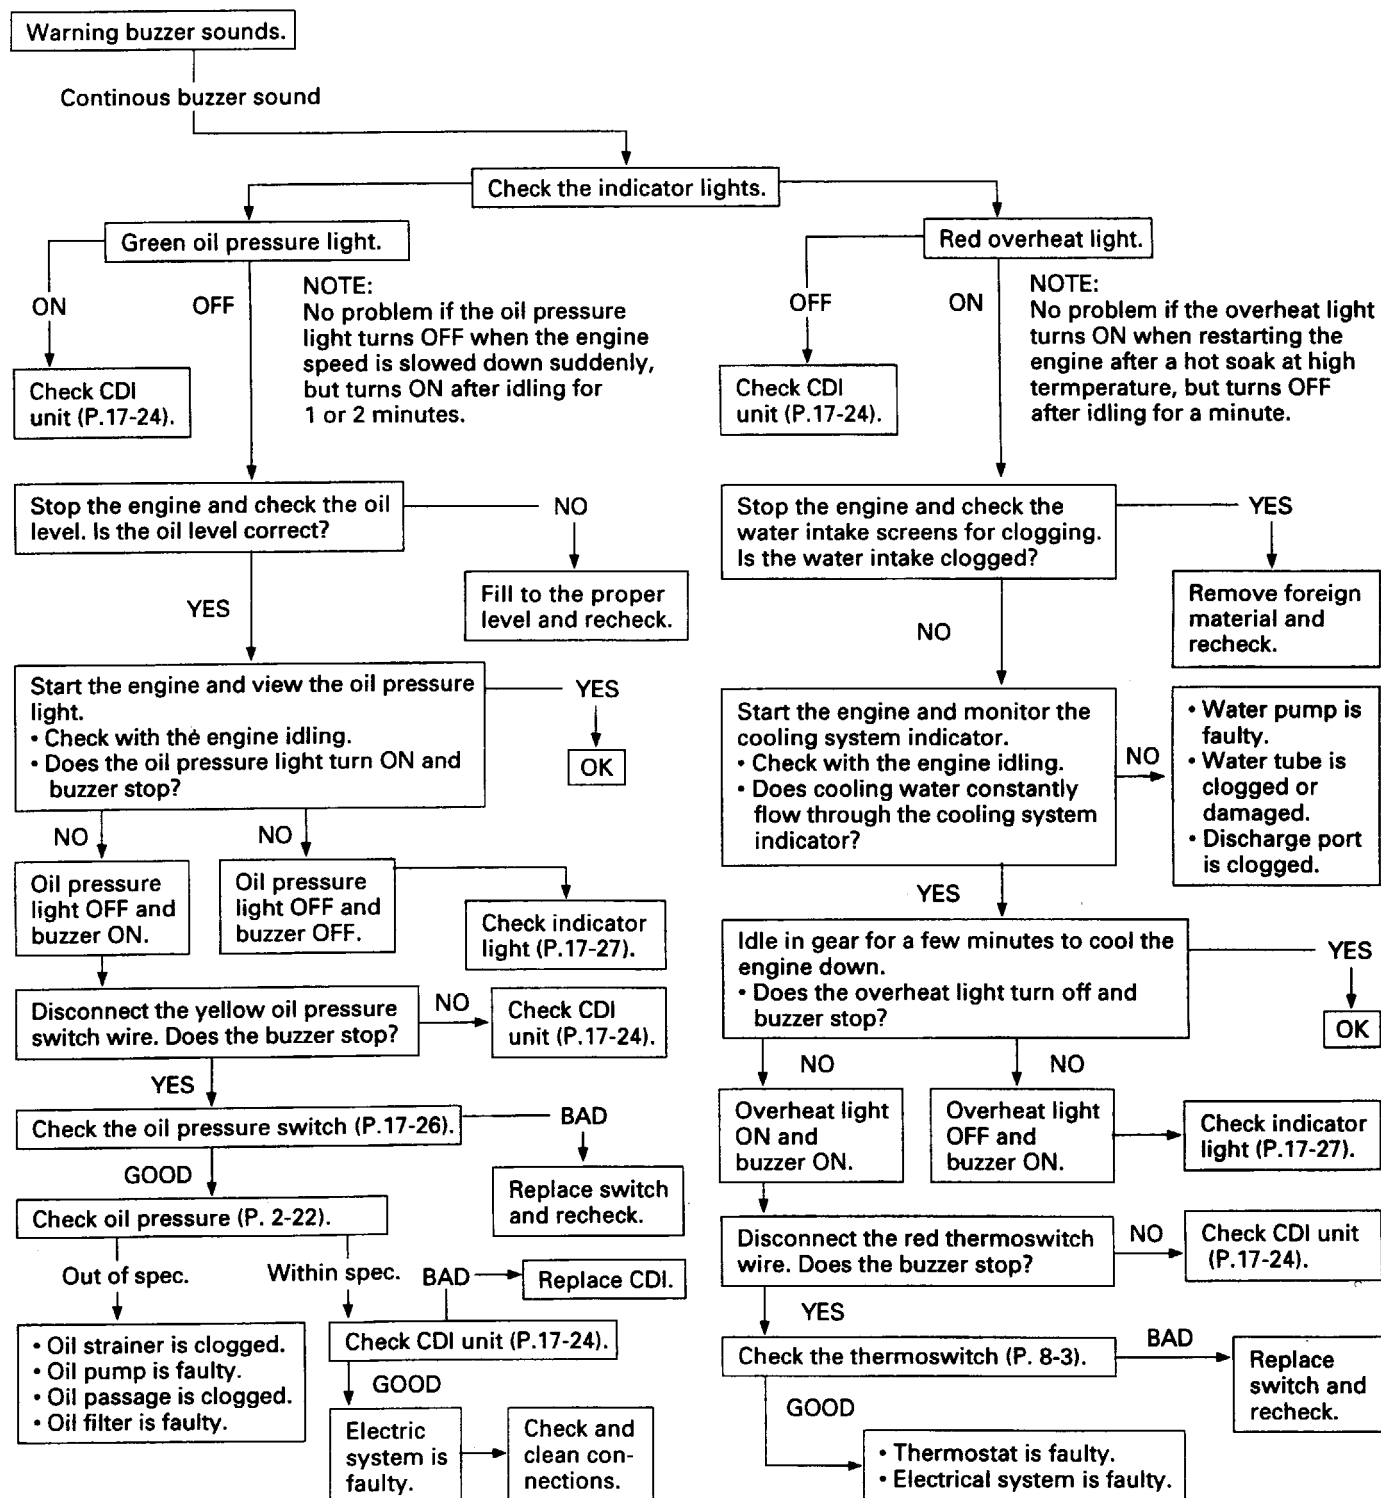 Warning buzzer sounds.
Continous buzzer sound
Check the indicator lights.
Green oil pressure light.
ON
OFF
NOTE:
No problem if the oil pressure
light turns OFF when the engine
speed is slowed down suddenly,
but turns ON after idling for
1 or 2 minutes.
Check CDI
unit (P.17-24).
Stop the engine and check the oil
level. Is the oil level correct?
NO
Fill to the proper
level and recheck.
YES
Start the engine and view the oil pressure
light.
• Check with the engine idling.
• Does the oil pressure light turn ON and
buzzer stop?
YES
OK
NO
NO
Oil pressure
light OFF and
buzzer ON.
Oil pressure
light OFF and
buzzer OFF.
Check indicator
light (P.17-27).
Disconnect the yellow oil pressure
switch wire. Does the buzzer stop?
NO
Check CDI
unit (P.17-24).
YES
Check the oil pressure switch (P.17-26).
BAD
Replace switch
and recheck.
GOOD
Check oil pressure (P. 2-22).
Out of spec.
Within spec.
BAD
Replace CDI.
• Oil strainer is clogged.
• Oil pump is faulty.
• Oil passage is clogged.
• Oil filter is faulty.
Check CDI unit (P.17-24).
GOOD
Electric
system is
faulty.
Check and
clean con-
nections.
Red overheat light.
OFF
ON
NOTE:
No problem if the overheat light
turns ON when restarting the
engine after a hot soak at high
termperature, but turns OFF
after idling for a minute.
Check CDI
unit (P.17-24).
Stop the engine and check the
water intake screens for clogging.
Is the water intake clogged?
YES
Remove foreign
material and
recheck.
NO
Start the engine and monitor the
cooling system indicator.
• Check with the engine idling.
• Does cooling water constantly
flow through the cooling system
indicator?
NO
• Water pump is
faulty.
• Water tube is
clogged or
damaged.
• Discharge port
is clogged.
YES
Idle in gear for a few minutes to cool the
engine down.
• Does the overheat light turn off and
buzzer stop?
YES
OK
NO
NO
Overheat light
ON and
buzzer ON.
Overheat light
OFF and
buzzer ON.
Check indicator
light (P.17-27).
Disconnect the red thermoswitch
wire. Does the buzzer stop?
NO
Check CDI unit
(P.17-24).
YES
Check the thermoswitch (P. 8-3).
BAD
Replace
switch and
recheck.
GOOD
• Thermostat is faulty.
• Electrical system is faulty.